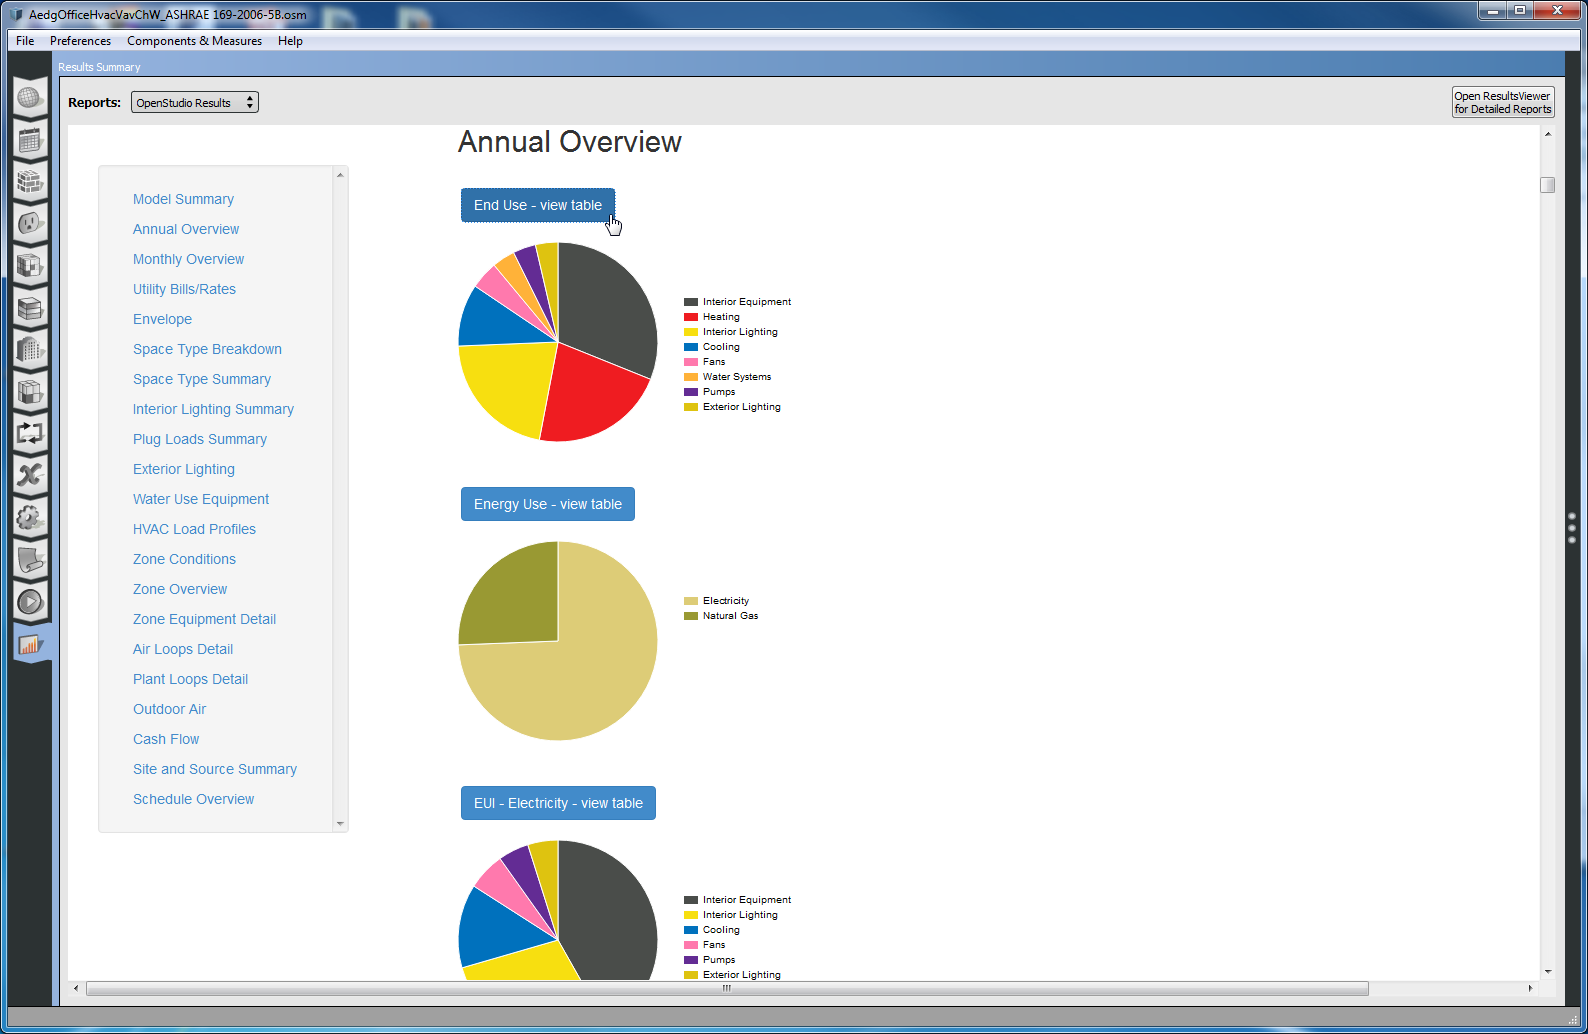 AedgOfficeHvacVavChW_ASHRAE 169-2006-5B.osm
File Preferences Components & Measures Help
Results Summary
Reports: OpenStudio Results
Open ResultsViewer
for Detailed Reports
Model Summary
Annual Overview
Monthly Overview
Utility Bills/Rates
Envelope
Space Type Breakdown
Space Type Summary
Interior Lighting Summary
Plug Loads Summary
Exterior Lighting
Water Use Equipment
HVAC Load Profiles
Zone Conditions
Zone Overview
Zone Equipment Detail
Air Loops Detail
Plant Loops Detail
Outdoor Air
Cash Flow
Site and Source Summary
Schedule Overview
Annual Overview
End Use - view table
Interior Equipment
Heating
Interior Lighting
Cooling
Fans
Water Systems
Pumps
Exterior Lighting
Energy Use - view table
Electricity
Natural Gas
EUI - Electricity - view table
Interior Equipment
Interior Lighting
Cooling
Fans
Pumps
Exterior Lighting